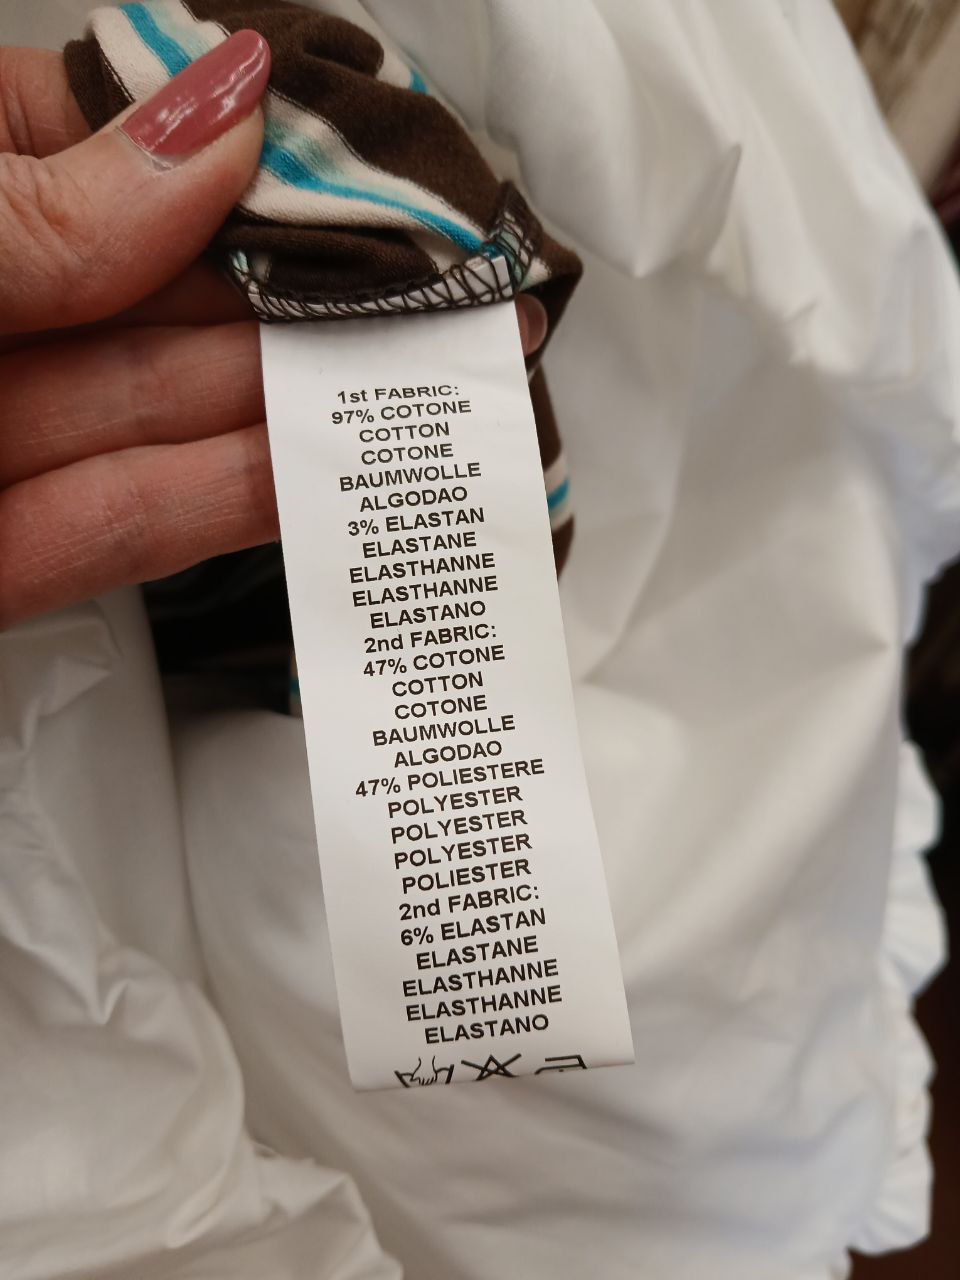 1st FABRIC:
97% COTONE
COTTON
COTONE
BAUMWOLLE
ALGODAO
3% ELASTAN
ELASTANE
ELASTHANNE
ELASTHANNE
ELASTANO
2nd FABRIC:
47% COTONE
COTTON
COTONE
BAUMWOLLE
ALGODAO
47% POLIESTERE
POLYESTER
POLYESTER
POLYESTER
POLIESTER
2nd FABRIC:
6% ELASTAN
ELASTANE
ELASTHANNE
ELASTHANNE
ELASTANO